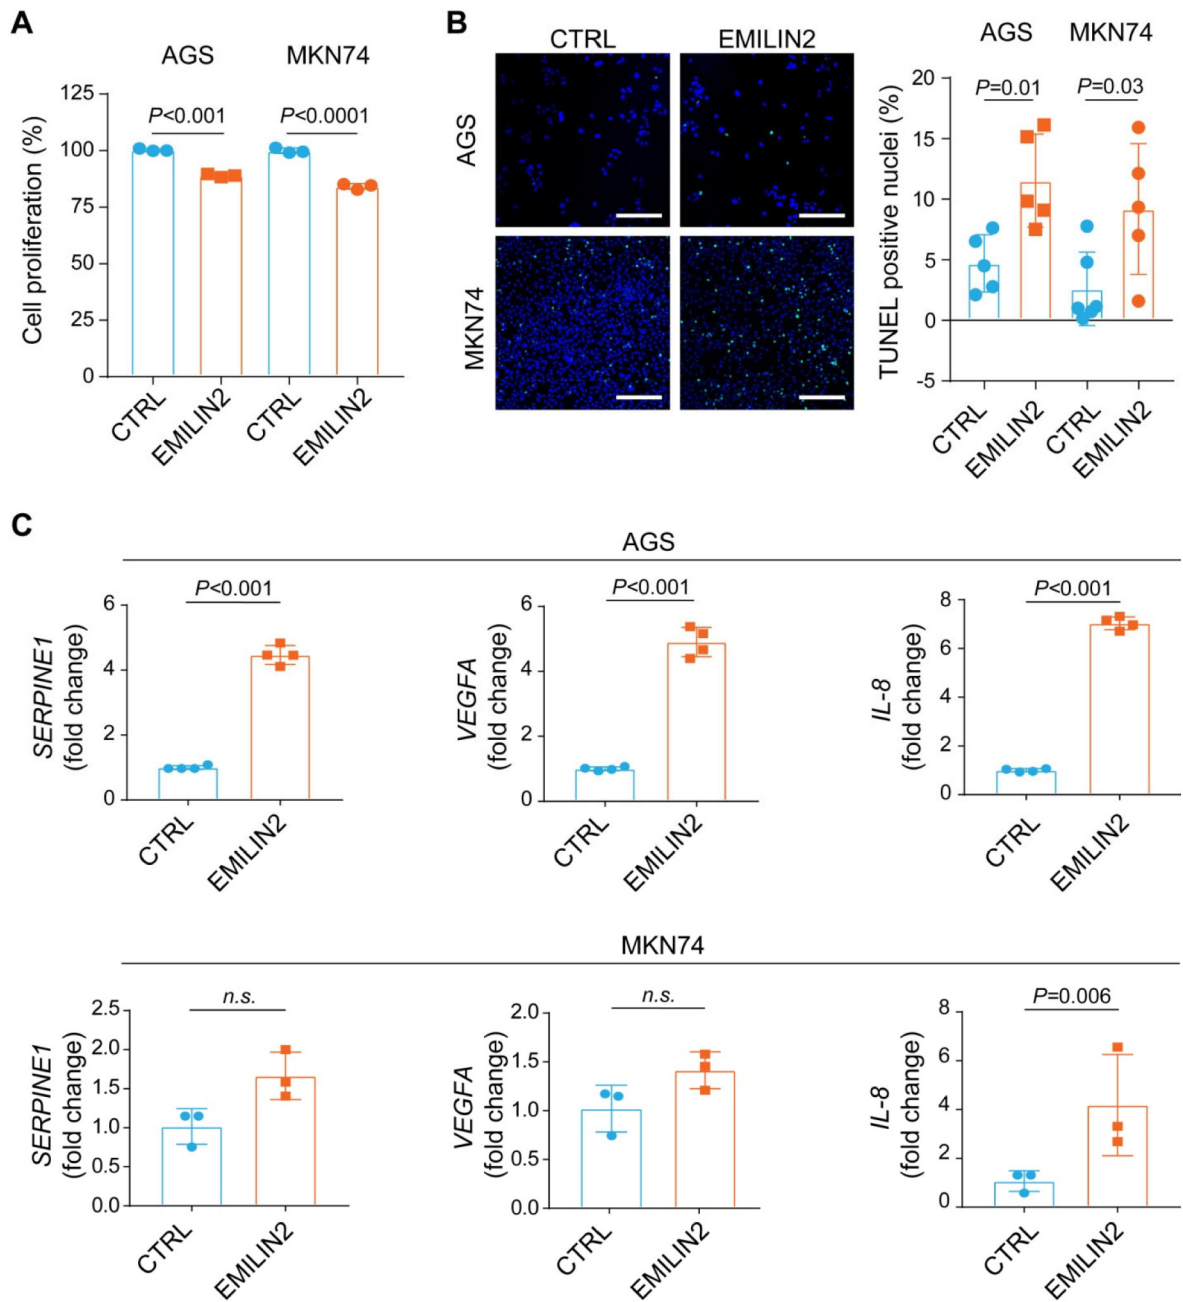 A
AGS MKN74
P<0.001 P<0.0001
Cell proliferation (%)
125
100
75
50
25
0
CTRL EMILIN2 CTRL EMILIN2
B
CTRL EMILIN2
AGS
MKN74
AGS MKN74
P=0.01 P=0.03
TUNEL positive nuclei (%)
20
15
10
5
0
-5
CTRL EMILIN2 CTRL EMILIN2
C
AGS
P<0.001
SERPINE1
(fold change)
6
4
2
0
CTRL EMILIN2
P<0.001
VEGFA
(fold change)
6
4
2
0
CTRL EMILIN2
P<0.001
IL-8
(fold change)
8
6
4
2
0
CTRL EMILIN2
MKN74
n.s.
SERPINE1
(fold change)
2.5
2.0
1.5
1.0
0.5
0.0
CTRL EMILIN2
n.s.
VEGFA
(fold change)
2.0
1.5
1.0
0.5
0.0
CTRL EMILIN2
P=0.006
IL-8
(fold change)
8
6
4
2
0
CTRL EMILIN2